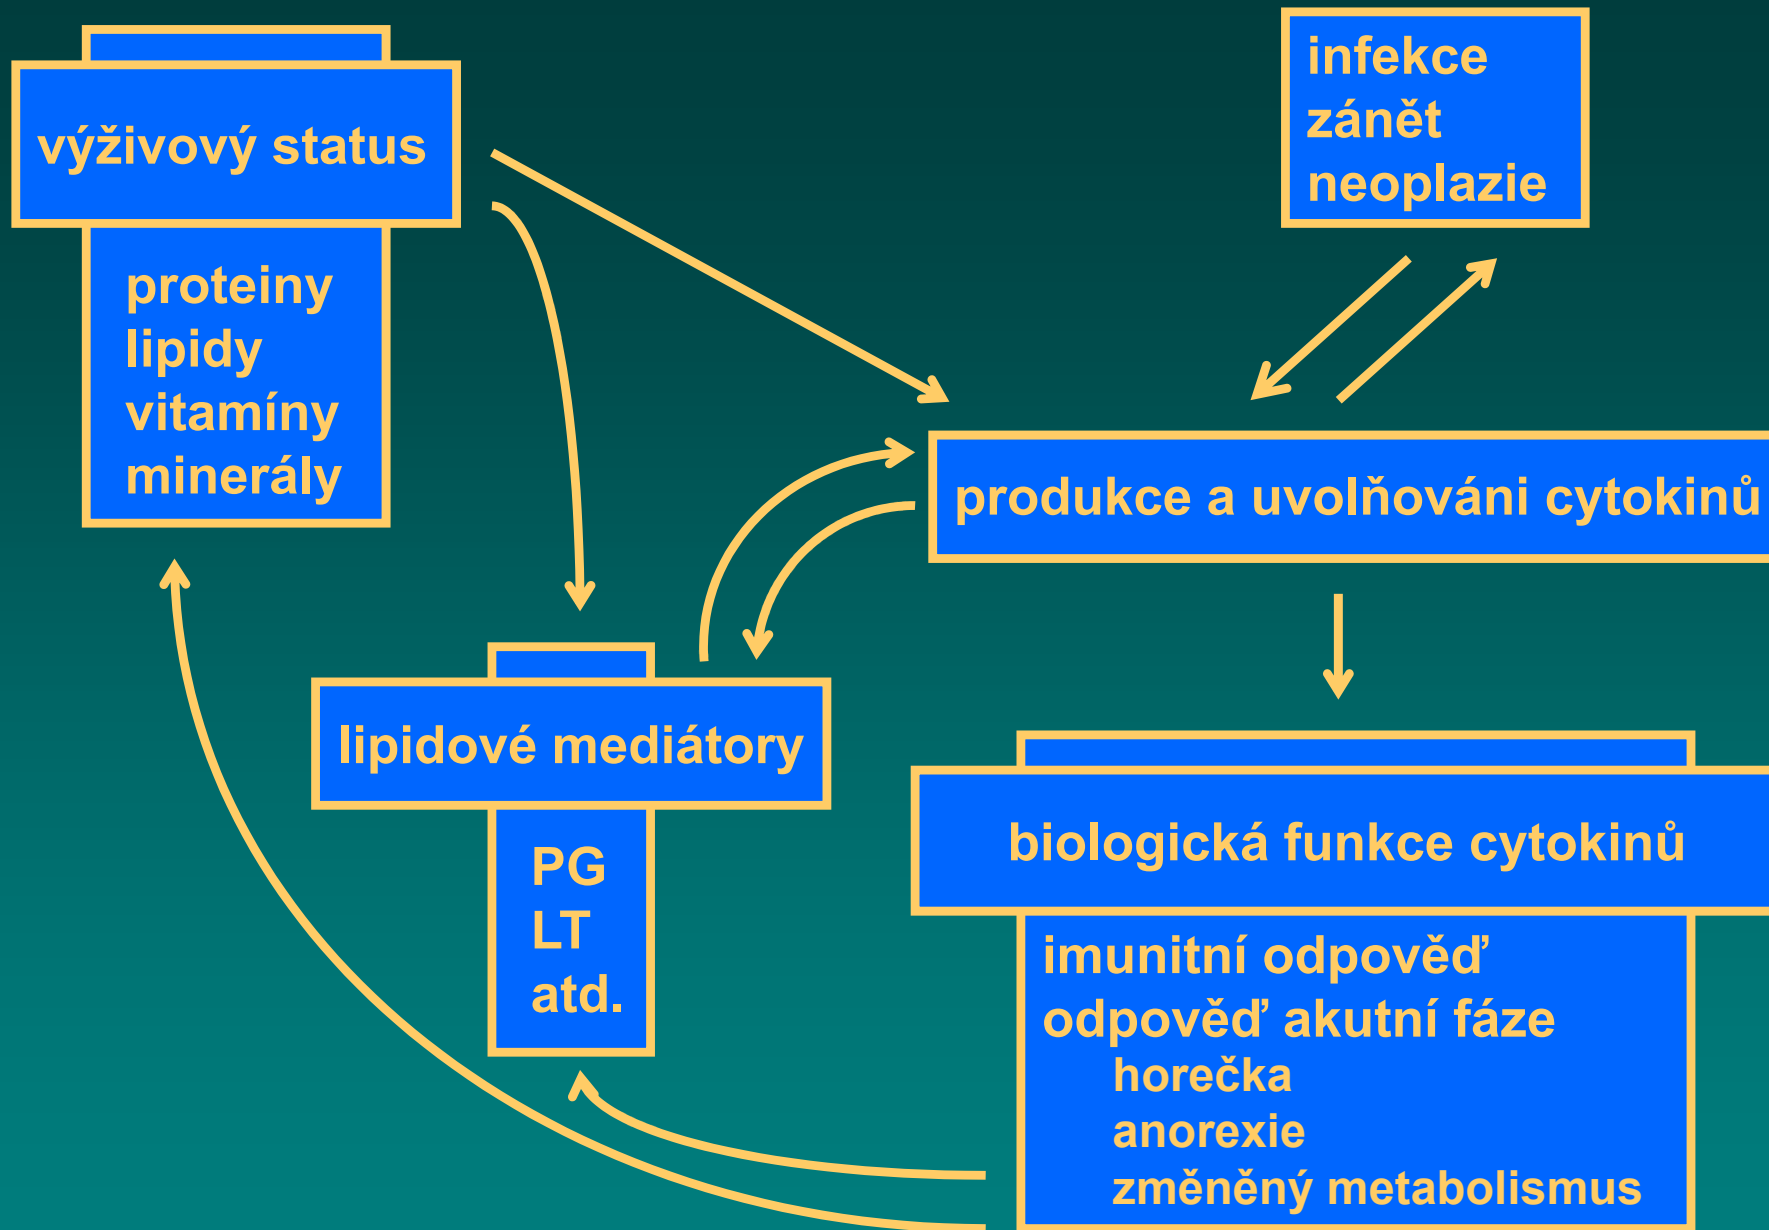 výživový status
proteiny
lipidy
vitamíny
minerály
infekce
zánět
neoplazie
produkce a uvolňováni cytokinů
lipidové mediátory
PG
LT
atd.
biologická funkce cytokinů
imunitní odpověď
odpověď akutní fáze
horečka
anorexie
změněný metabolismus